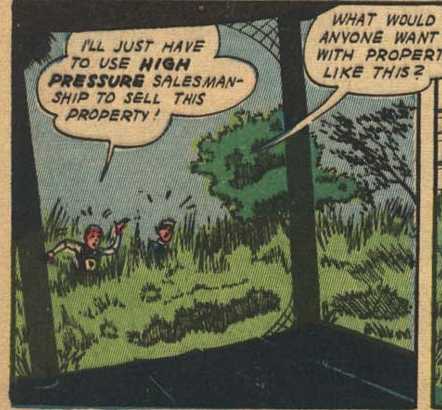 I'LL JUST HAVE
TO USE HIGH
PRESSURE SALESMAN-
SHIP TO SELL THIS
PROPERTY!
WHAT WOULD
ANYONE WANT
WITH PROPERT
LIKE THIS?